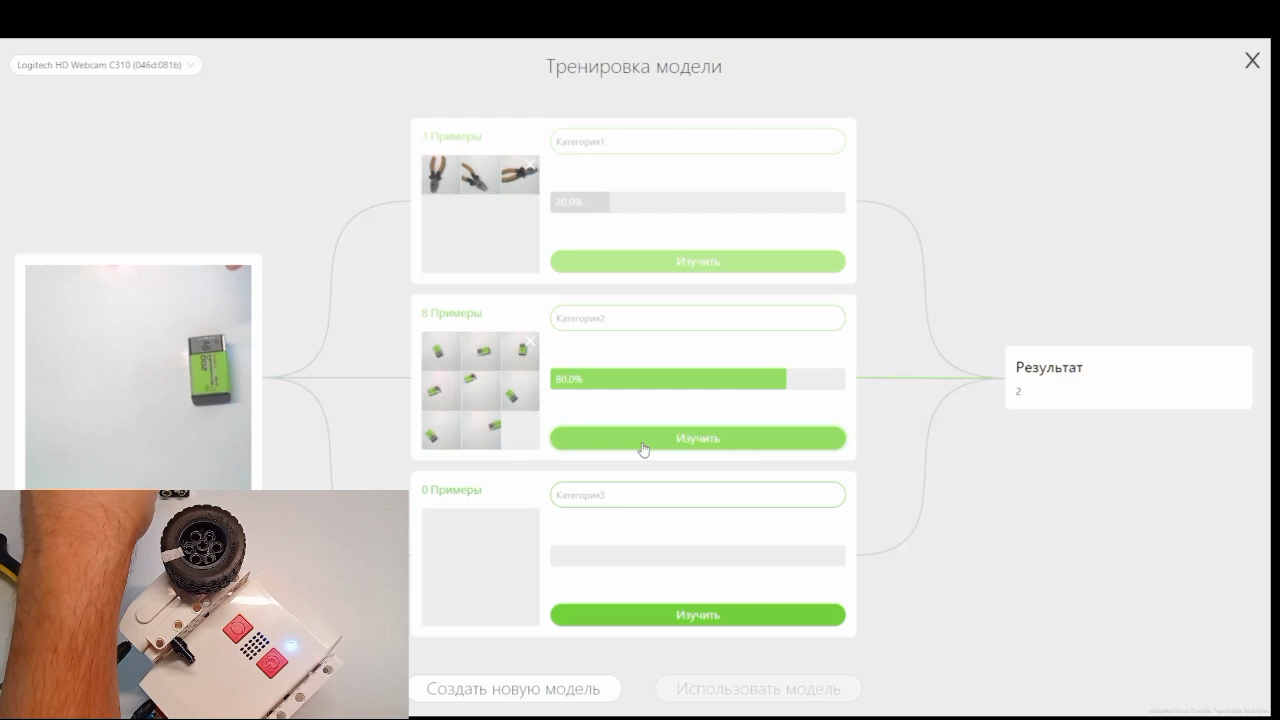 Logitech HD Webcam C310 (046d:081b)
Тренировка модели
3 Примеры
Категория1
20.0%
Изучить
8 Примеры
Категория2
80.0%
Изучить
Результат
2
0 Примеры
Категория3
Изучить
Создать новую модель
Использовать модель